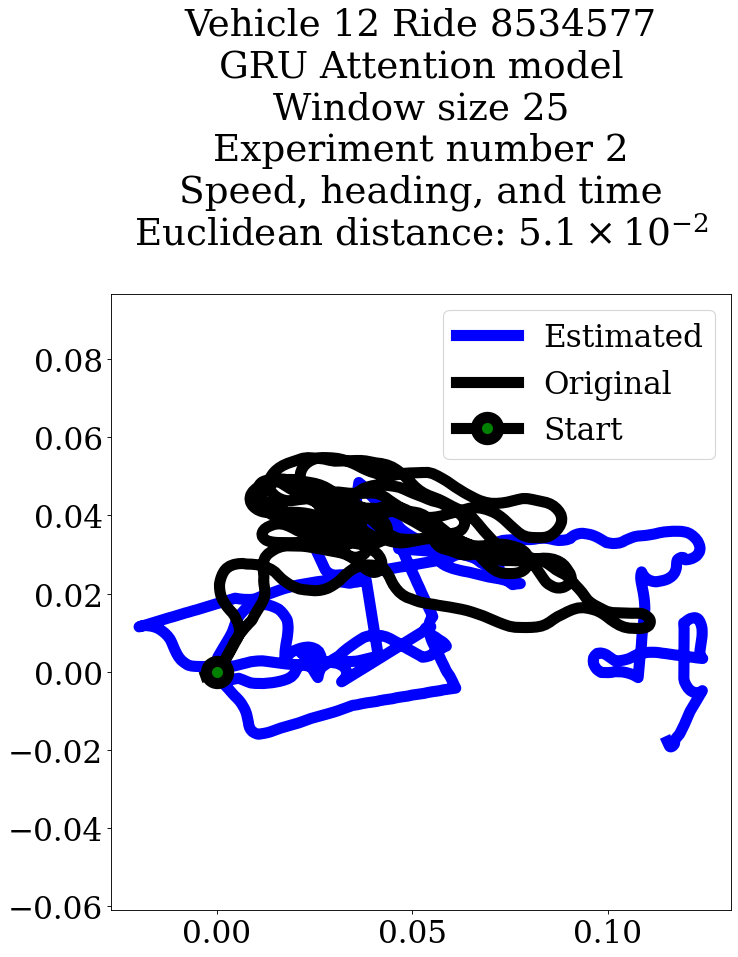 Vehicle 12 Ride 8534577
GRU Attention model
Window size 25
Experiment number 2
Speed, heading, and time
Euclidean distance: 5.1 × 10⁻²
Estimated
Original
Start
0.08
0.06
0.04
0.02
0.00
−0.02
−0.04
−0.06
0.00 0.05 0.10